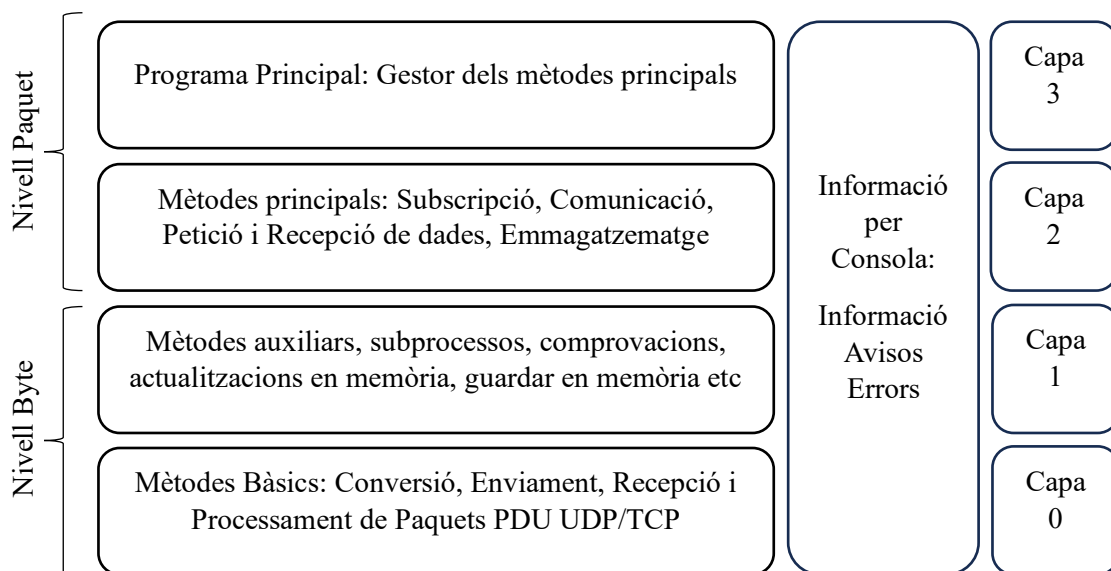 Nivell Paquet
Programa Principal: Gestor dels mètodes principals
Capa
3
Mètodes principals: Subscripció, Comunicació,
Petició i Recepció de dades, Emmagatzematge
Capa
2
Informació
per
Consola:
Informació
Avisos
Errors
Nivell Byte
Mètodes auxiliars, subprocessos, comprovacions,
actualitzacions en memòria, guardar en memòria etc
Capa
1
Mètodes Bàsics: Conversió, Enviament, Recepció i
Processament de Paquets PDU UDP/TCP
Capa
0